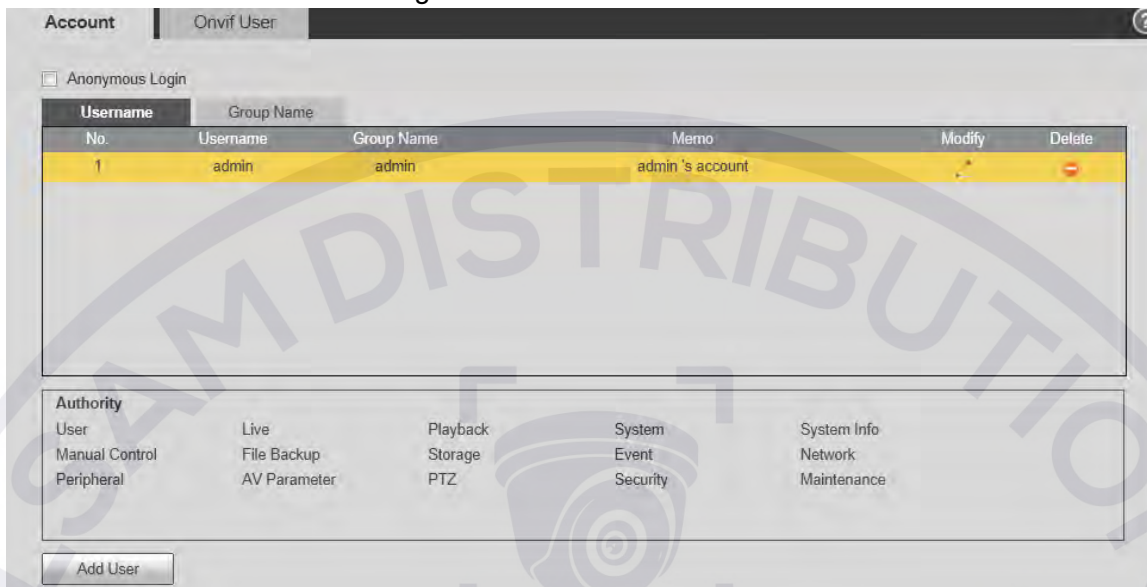 Account Onvif User
Anonymous Login
Username Group Name
No. Username Group Name Memo Modify Delete
1 admin admin admin 's account
Authority
User Live Playback System System Info
Manual Control File Backup Storage Event Network
Peripheral AV Parameter PTZ Security Maintenance
Add User
SAM DISTRIBUTIO